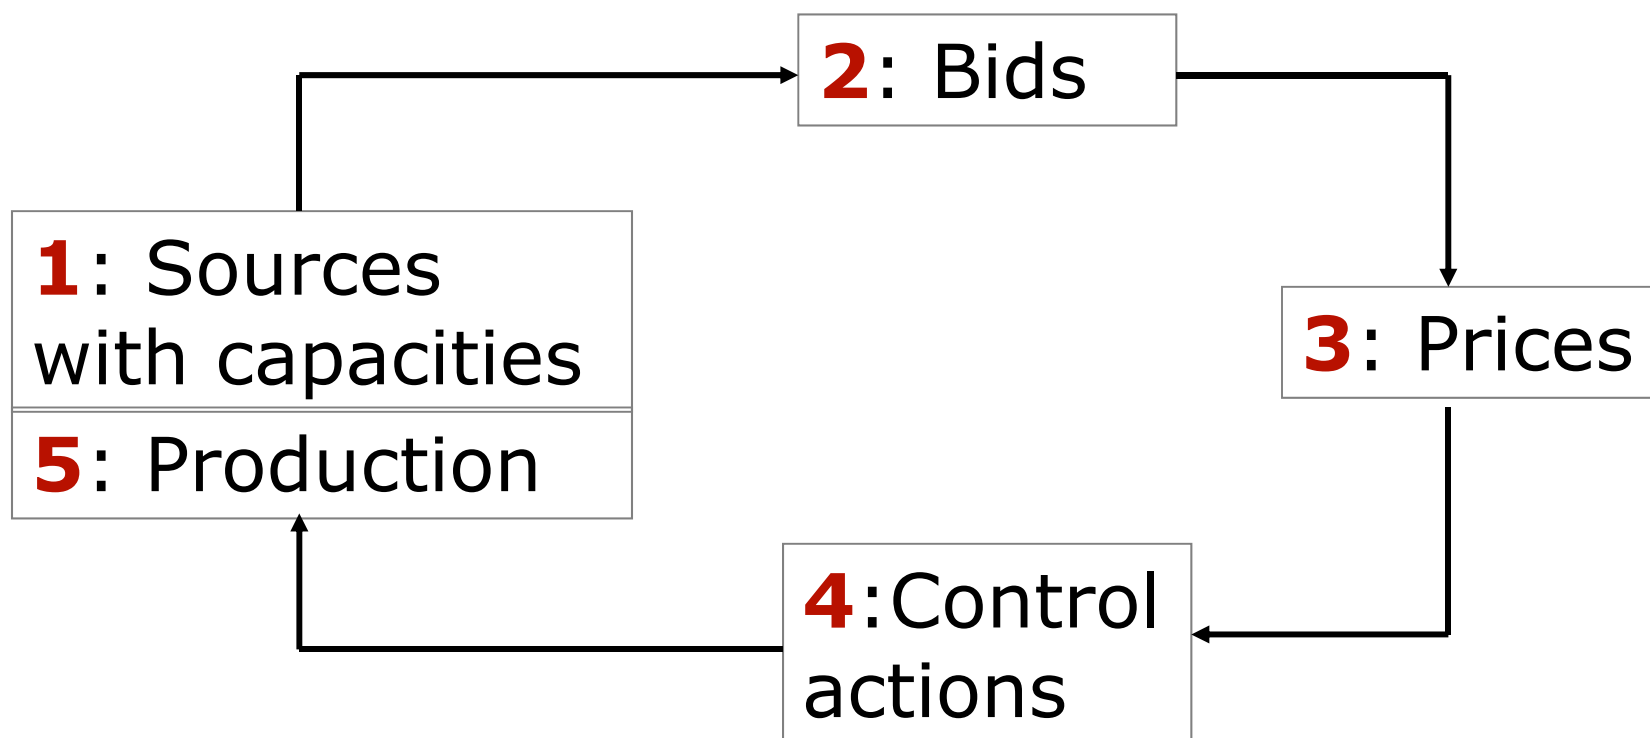 2: Bids
1: Sources
with capacities
3: Prices
5: Production
4:Control
actions